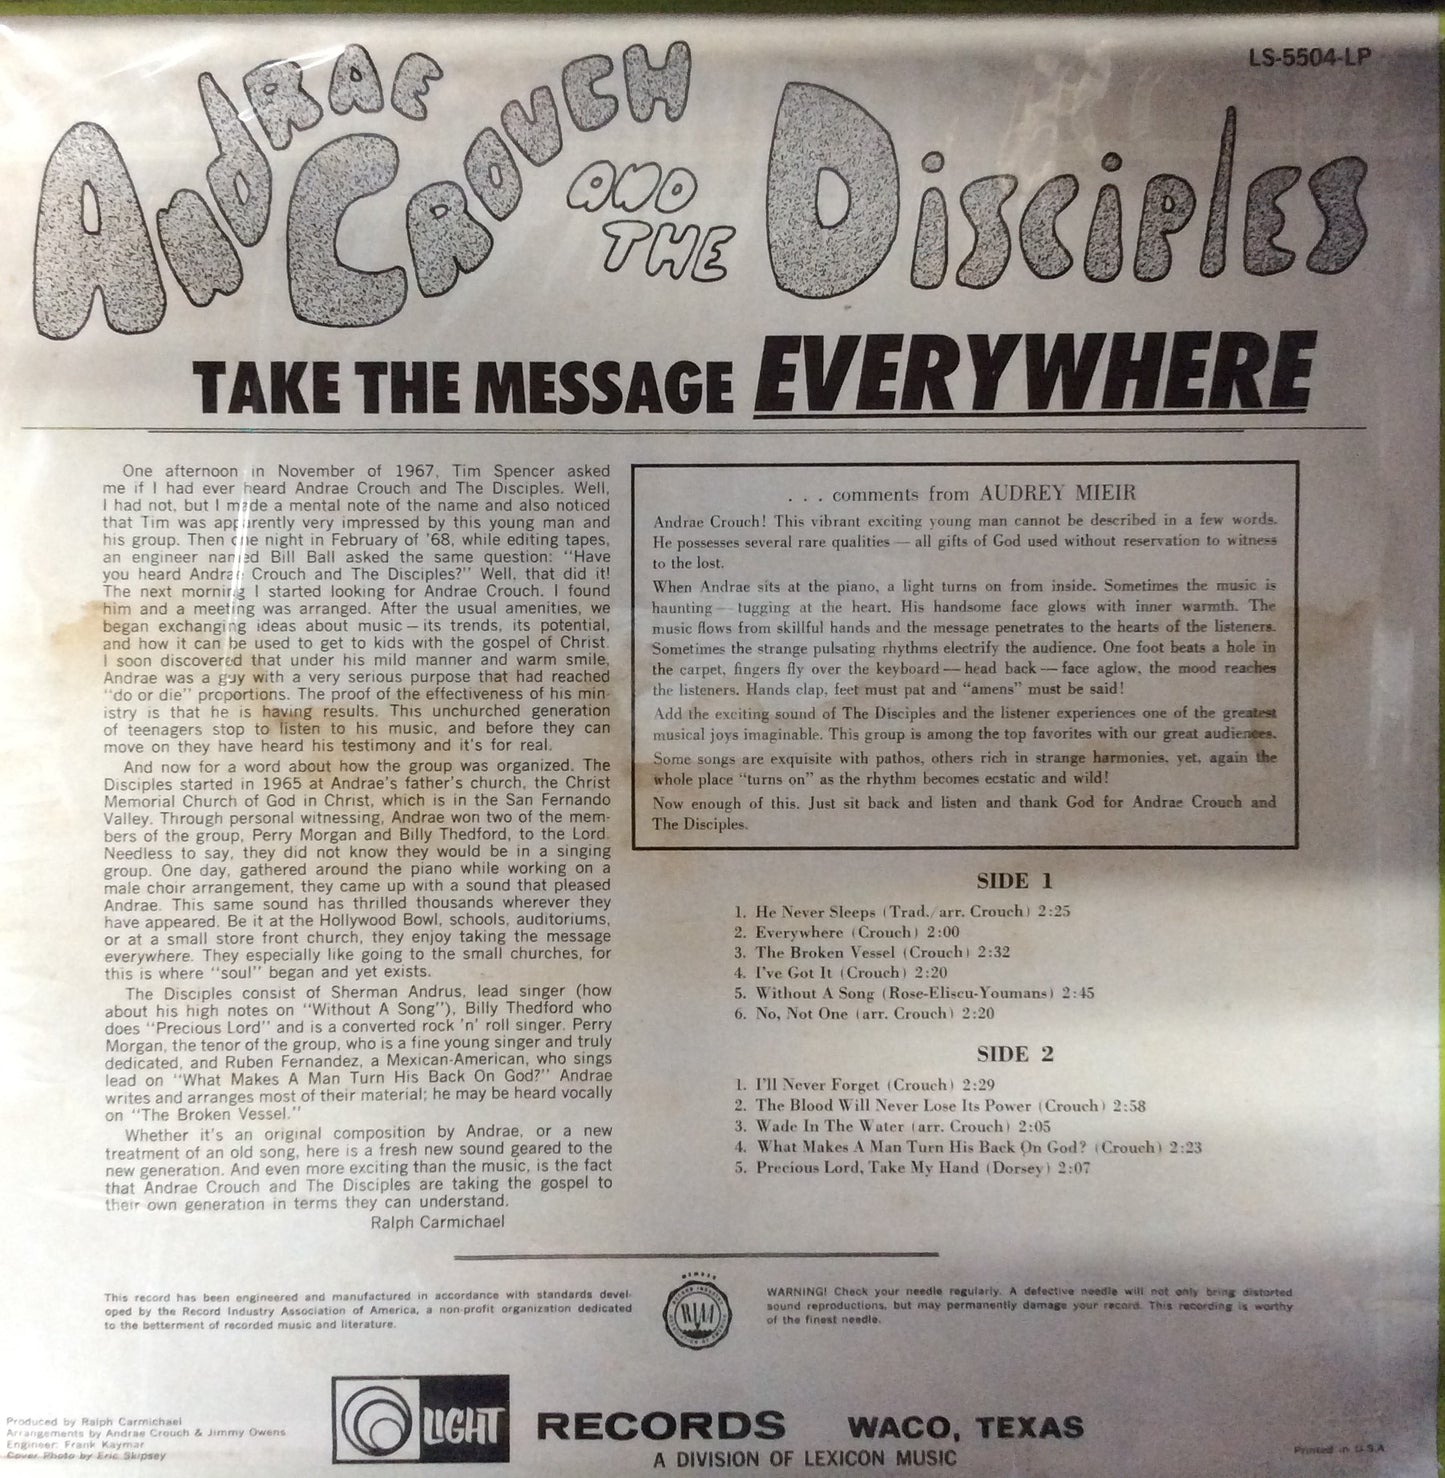 LS-5504-LP
AndRAE CROUCH AND THE DisciplES
TAKE THE MESSAGE EVERYWHERE
One afternoon in November of 1967, Tim Spencer asked
me if I had ever heard Andrae Crouch and The Disciples. Well,
I had not, but I made a mental note of the name and also noticed
that Tim was apparently very impressed by this young man and
his group. Then one night in February of '68, while editing tapes,
an engineer named Bill Ball asked the same question: "Have
you heard Andrae Crouch and The Disciples?" Well, that did it!
The next morning I started looking for Andrae Crouch. I found
him and a meeting was arranged. After the usual amenities, we
began exchanging ideas about music — its trends, its potential,
and how it can be used to get to kids with the gospel of Christ.
I soon discovered that under his mild manner and warm smile,
Andrae was a guy with a very serious purpose that had reached
"do or die" proportions. The proof of the effectiveness of his min-
istry is that he is having results. This unchurched generation
of teenagers stop to listen to his music, and before they can
move on they have heard his testimony and it's for real.
And now for a word about how the group was organized. The
Disciples started in 1965 at Andrae's father's church, the Christ
Memorial Church of God in Christ, which is in the San Fernando
Valley. Through personal witnessing, Andrae won two of the mem-
bers of the group, Perry Morgan and Billy Thedford, to the Lord.
Needless to say, they did not know they would be in a singing
group. One day, gathered around the piano while working on a
male choir arrangement, they came up with a sound that pleased
Andrae. This same sound has thrilled thousands wherever they
have appeared. Be it at the Hollywood Bowl, schools, auditoriums,
or at a small store front church, they enjoy taking the message
everywhere. They especially like going to the small churches, for
this is where "soul" began and yet exists.
The Disciples consist of Sherman Andrus, lead singer (how
about his high notes on "Without A Song"), Billy Thedford who
does "Precious Lord" and is a converted rock 'n' roll singer. Perry
Morgan, the tenor of the group, who is a fine young singer and truly
dedicated, and Ruben Fernandez, a Mexican-American, who sings
lead on "What Makes A Man Turn His Back On God?" Andrae
writes and arranges most of their material; he may be heard vocally
on "The Broken Vessel."
Whether it's an original composition by Andrae, or a new
treatment of an old song, here is a fresh new sound geared to the
new generation. And even more exciting than the music, is the fact
that Andrae Crouch and The Disciples are taking the gospel to
their own generation in terms they can understand.
Ralph Carmichael
. . . comments from AUDREY MIEIR
Andrae Crouch! This vibrant exciting young man cannot be described in a few words.
He possesses several rare qualities — all gifts of God used without reservation to witness
to the lost.
When Andrae sits at the piano, a light turns on from inside. Sometimes the music is
haunting — tugging at the heart. His handsome face glows with inner warmth. The
music flows from skillful hands and the message penetrates to the hearts of the listeners.
Sometimes the strange pulsating rhythms electrify the audience. One foot beats a hole in
the carpet, fingers fly over the keyboard — head back — face aglow, the mood reaches
the listeners. Hands clap, feet must pat and "amens" must be said!
Add the exciting sound of The Disciples and the listener experiences one of the greatest
musical joys imaginable. This group is among the top favorites with our great audiences.
Some songs are exquisite with pathos, others rich in strange harmonies, yet, again the
whole place "turns on" as the rhythm becomes ecstatic and wild!
Now enough of this. Just sit back and listen and thank God for Andrae Crouch and
The Disciples.
SIDE 1
1. He Never Sleeps (Trad./arr. Crouch) 2:25
2. Everywhere (Crouch) 2:00
3. The Broken Vessel (Crouch) 2:32
4. I've Got It (Crouch) 2:20
5. Without A Song (Rose-Eliscu-Youmans) 2:45
6. No, Not One (arr. Crouch) 2:20
SIDE 2
1. I'll Never Forget (Crouch) 2:29
2. The Blood Will Never Lose Its Power (Crouch) 2:58
3. Wade In The Water (arr. Crouch) 2:05
4. What Makes A Man Turn His Back On God? (Crouch) 2:23
5. Precious Lord, Take My Hand (Dorsey) 2:07
This record has been engineered and manufactured in accordance with standards devel-
oped by the Record Industry Association of America, a non-profit organization dedicated
to the betterment of recorded music and literature.
MEMBER
RIAA
WARNING! Check your needle regularly. A defective needle will not only bring distorted
sound reproductions, but may permanently damage your record. This recording is worthy
of the finest needle.
Produced by Ralph Carmichael
Arrangements by Andrae Crouch & Jimmy Owens
Engineer: Frank Kaymar
Cover Photo by Eric Skipsey
LIGHT RECORDS WACO, TEXAS
A DIVISION OF LEXICON MUSIC
Printed in U.S.A